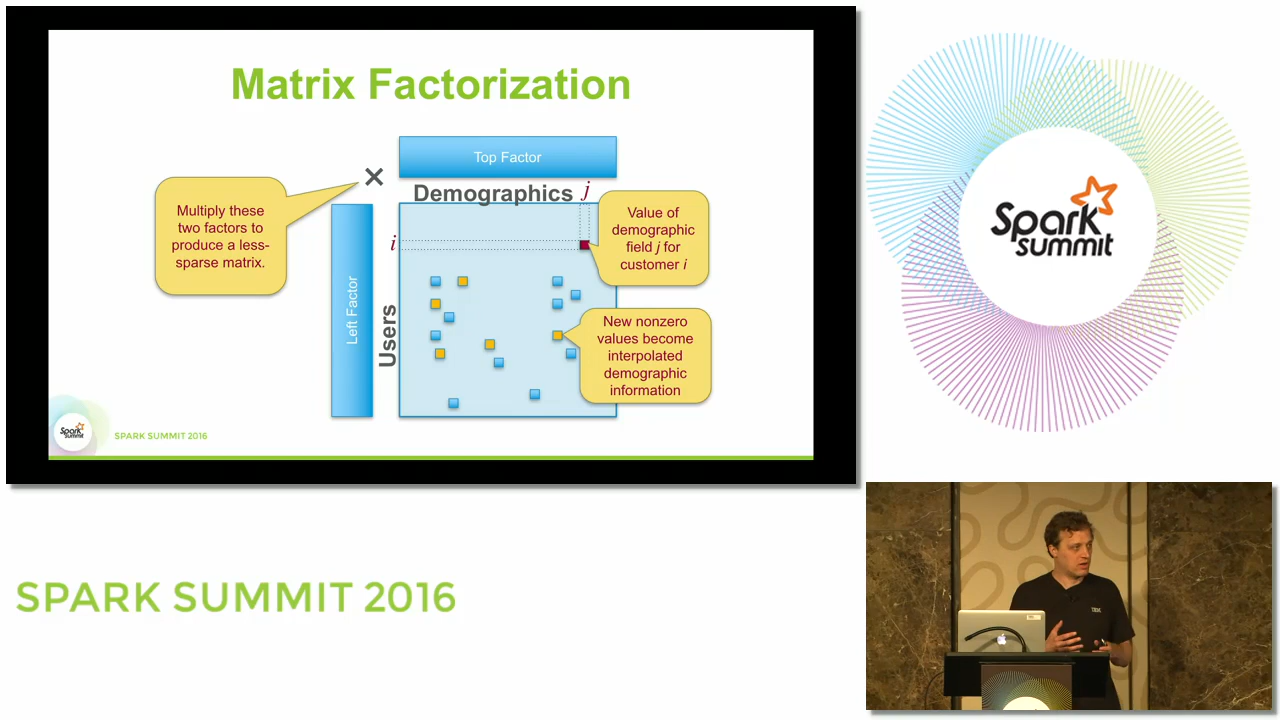 Matrix Factorization
Top Factor
×
Demographics
j
Multiply these
two factors to
produce a less-
sparse matrix.
i
Value of
demographic
field j for
customer i
Left Factor
Users
New nonzero
values become
interpolated
demographic
information
Spark
summit
SPARK SUMMIT 2016
Spark
summit
SPARK SUMMIT 2016
IBM